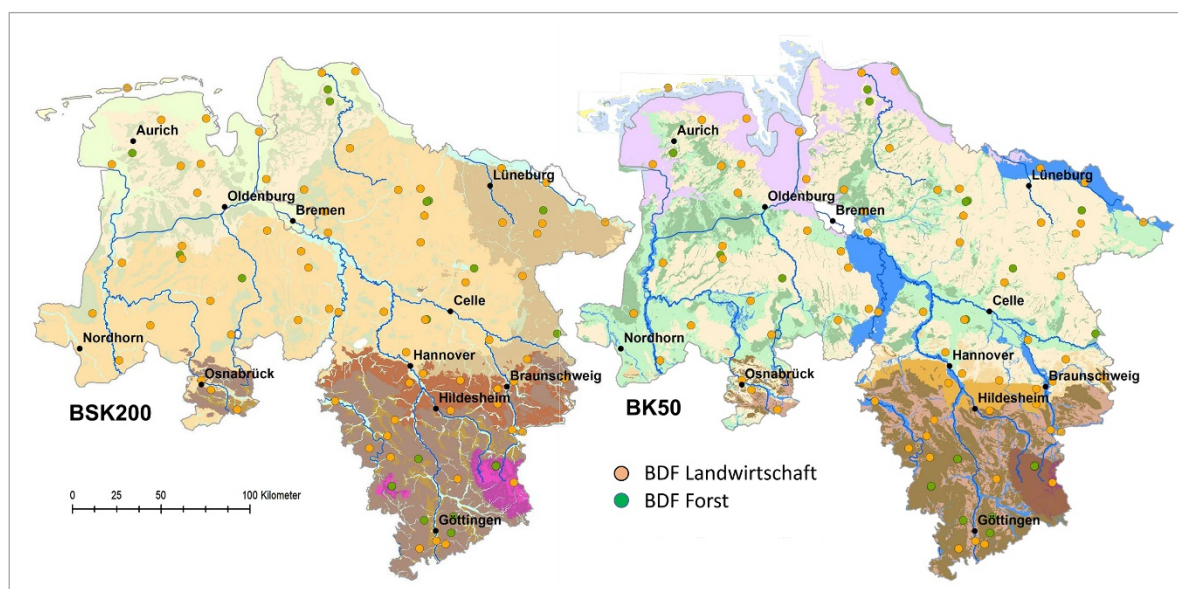 Aurich
Oldenburg
Bremen
Lüneburg
Celle
Nordhorn
Osnabrück
Hannover
Braunschweig
Hildesheim
Göttingen
BSK200
0 25 50 100 Kilometer
Aurich
Oldenburg
Bremen
Lüneburg
Celle
Nordhorn
Osnabrück
Hannover
Braunschweig
Hildesheim
Göttingen
BK50
BDF Landwirtschaft
BDF Forst